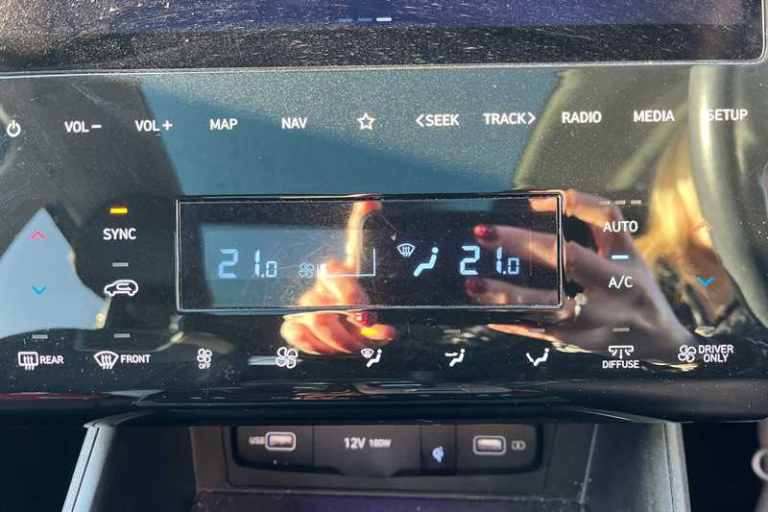 VOL− VOL+ MAP NAV <SEEK TRACK> RADIO MEDIA SETUP
SYNC AUTO
21.0 21.0
A/C
REAR FRONT OFF DIFFUSE DRIVER ONLY
USB 12V 180W